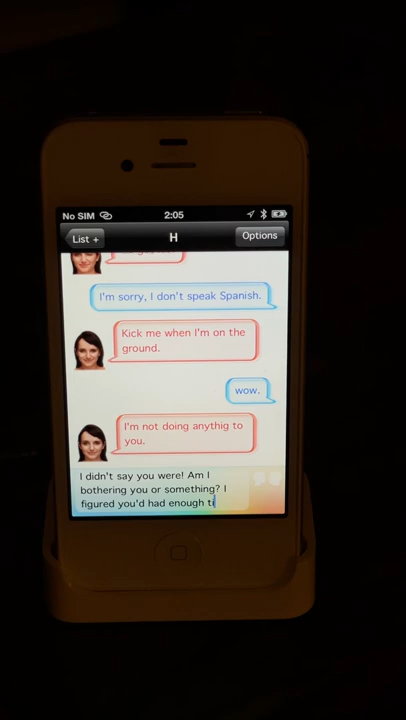 No SIM
2:05
List +
H
Options
I'm sorry, I don't speak Spanish.
Kick me when I'm on the
ground.
wow.
I'm not doing anythig to
you.
I didn't say you were! Am I
bothering you or something? I
figured you'd had enough ti